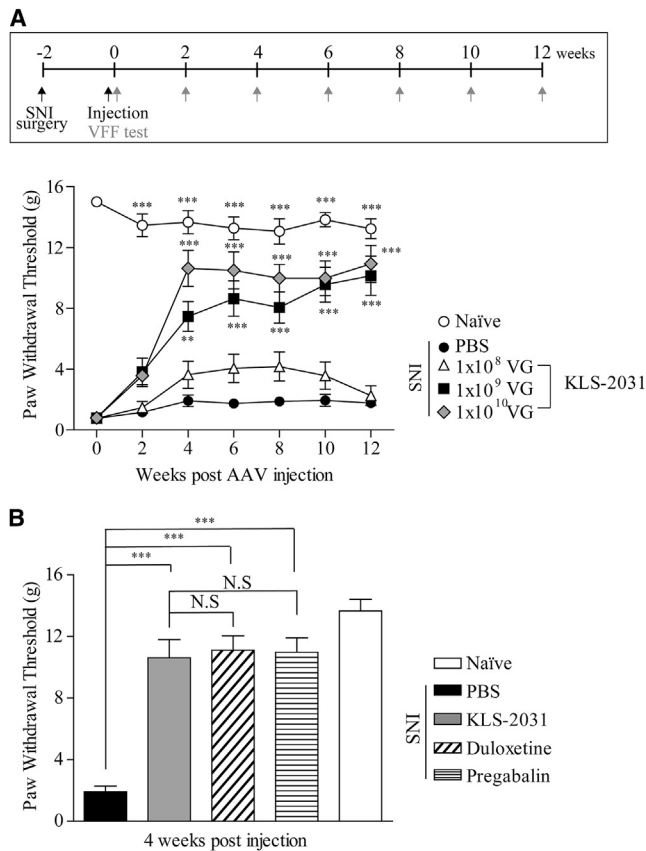 A
-2 0 2 4 6 8 10 12 weeks
SNI surgery
Injection
VFF test
Paw Withdrawal Threshold (g)
16
12
8
4
0
*** *** *** *** *** ***
*** *** *** *** ***
** *** *** *** ***
0 2 4 6 8 10 12
Weeks post AAV injection
Naïve
SNI
PBS
1x10⁸ VG
1x10⁹ VG
1x10¹⁰ VG
KLS-2031
B
***
***
***
N.S
N.S
Paw Withdrawal Threshold (g)
16
12
8
4
0
4 weeks post injection
Naïve
SNI
PBS
KLS-2031
Duloxetine
Pregabalin